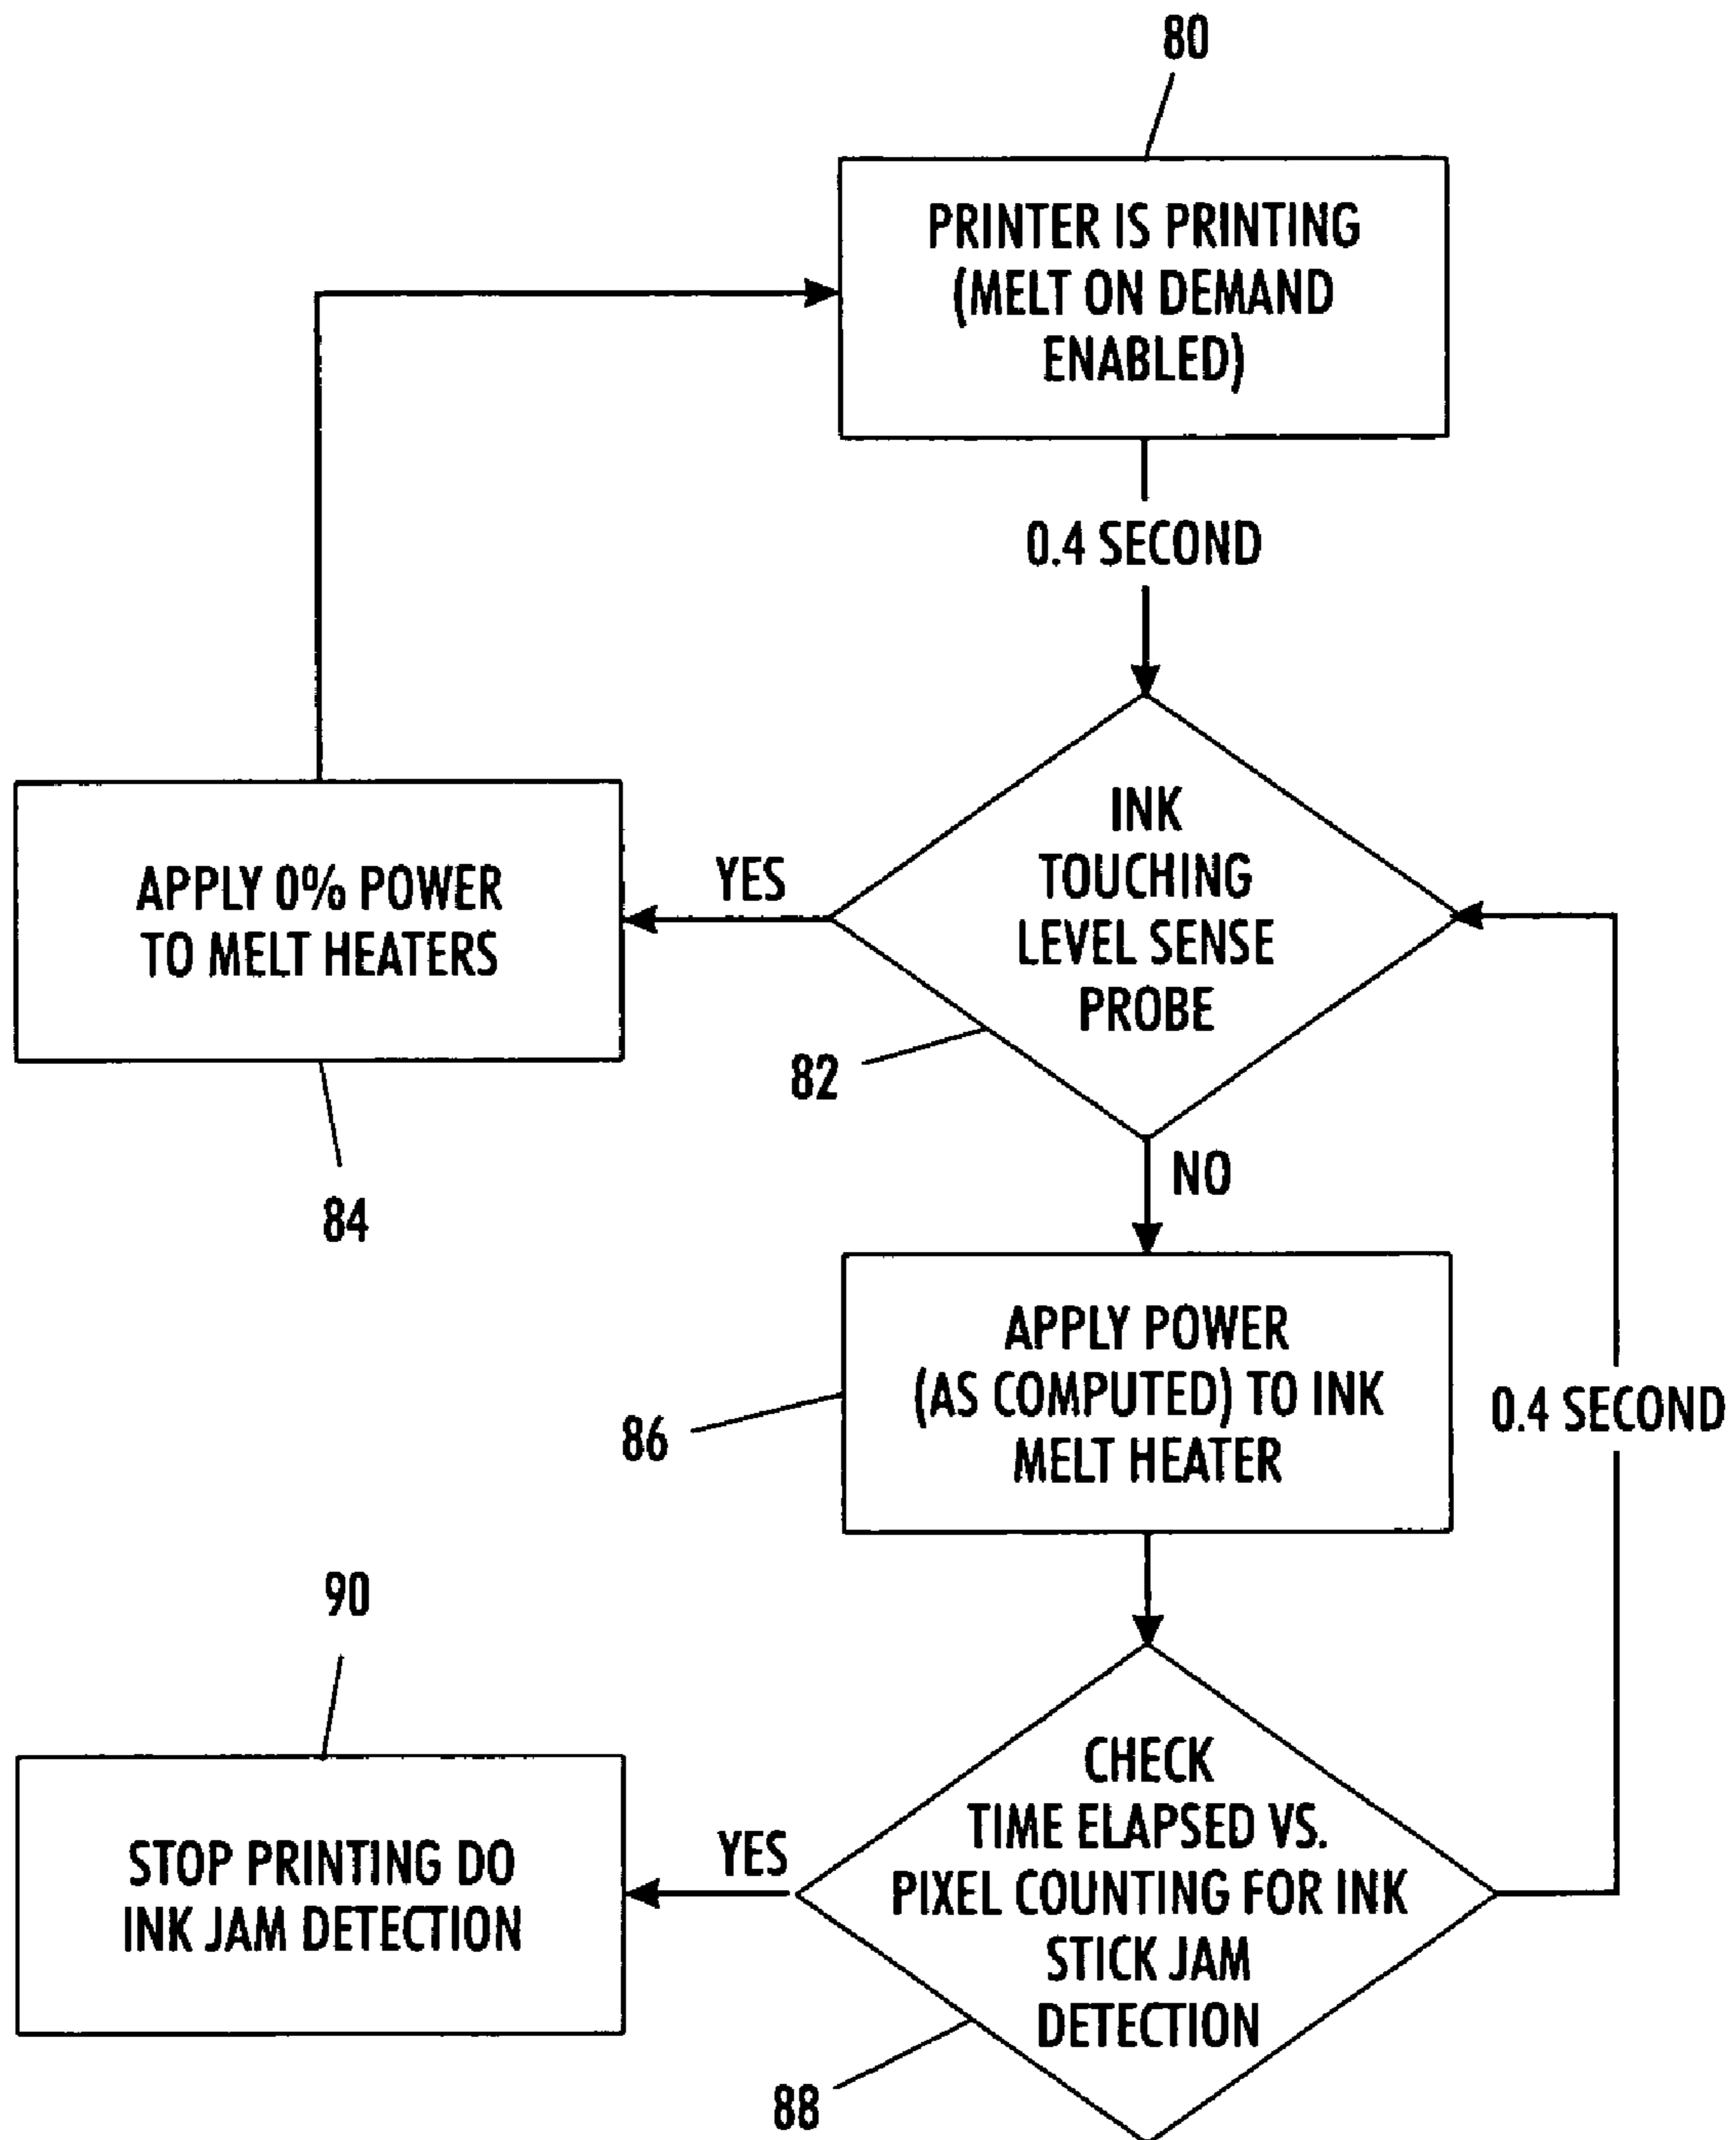 80
PRINTER IS PRINTING
(MELT ON DEMAND
ENABLED)
0.4 SECOND
INK
TOUCHING
LEVEL SENSE
PROBE
82
YES
APPLY 0% POWER
TO MELT HEATERS
84
NO
APPLY POWER
(AS COMPUTED) TO INK
MELT HEATER
86
0.4 SECOND
CHECK
TIME ELAPSED VS.
PIXEL COUNTING FOR INK
STICK JAM
DETECTION
88
YES
90
STOP PRINTING DO
INK JAM DETECTION